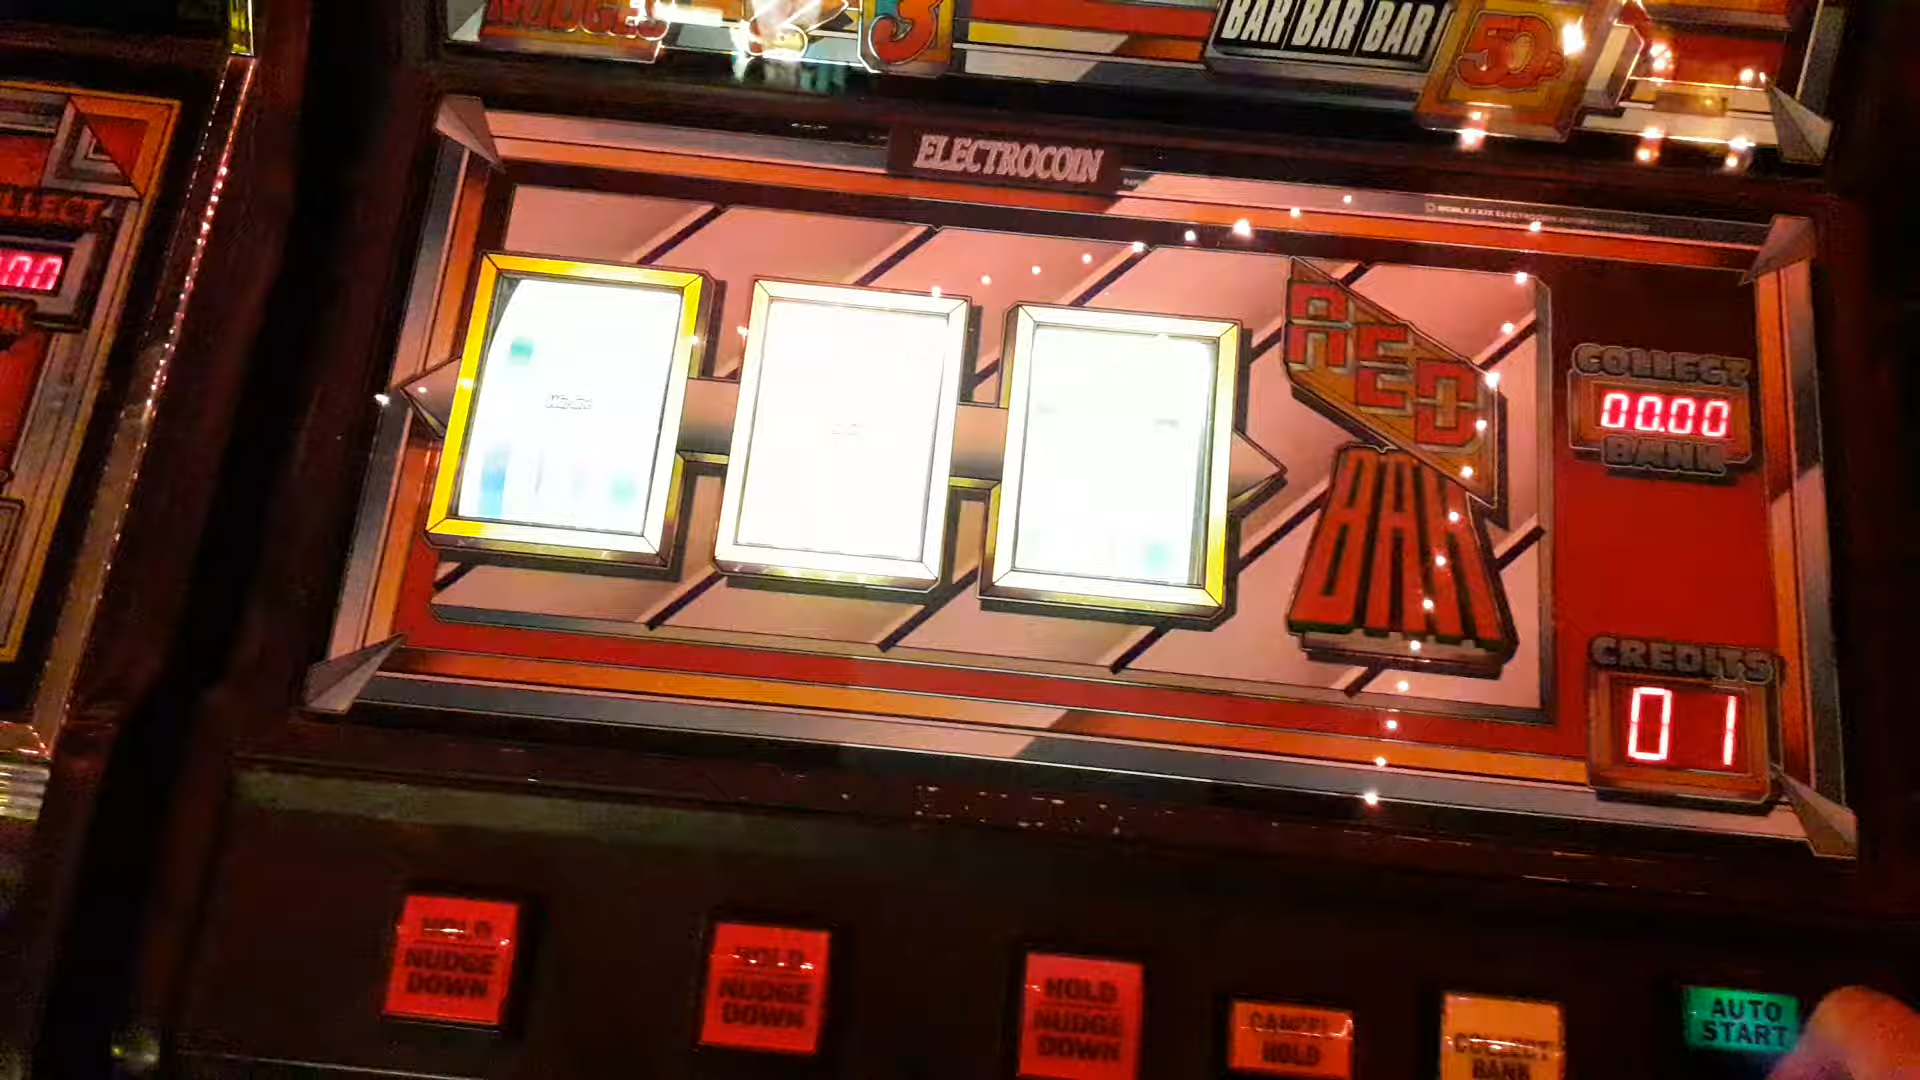 NUDGES
3
BAR BAR BAR
50P
ELECTROCOIN
RED
BAR
COLLECT
00.00
BANK
CREDITS
01
HOLD
NUDGE
DOWN
HOLD
NUDGE
DOWN
HOLD
NUDGE
DOWN
CANCEL
HOLD
COLLECT
BANK
AUTO
START